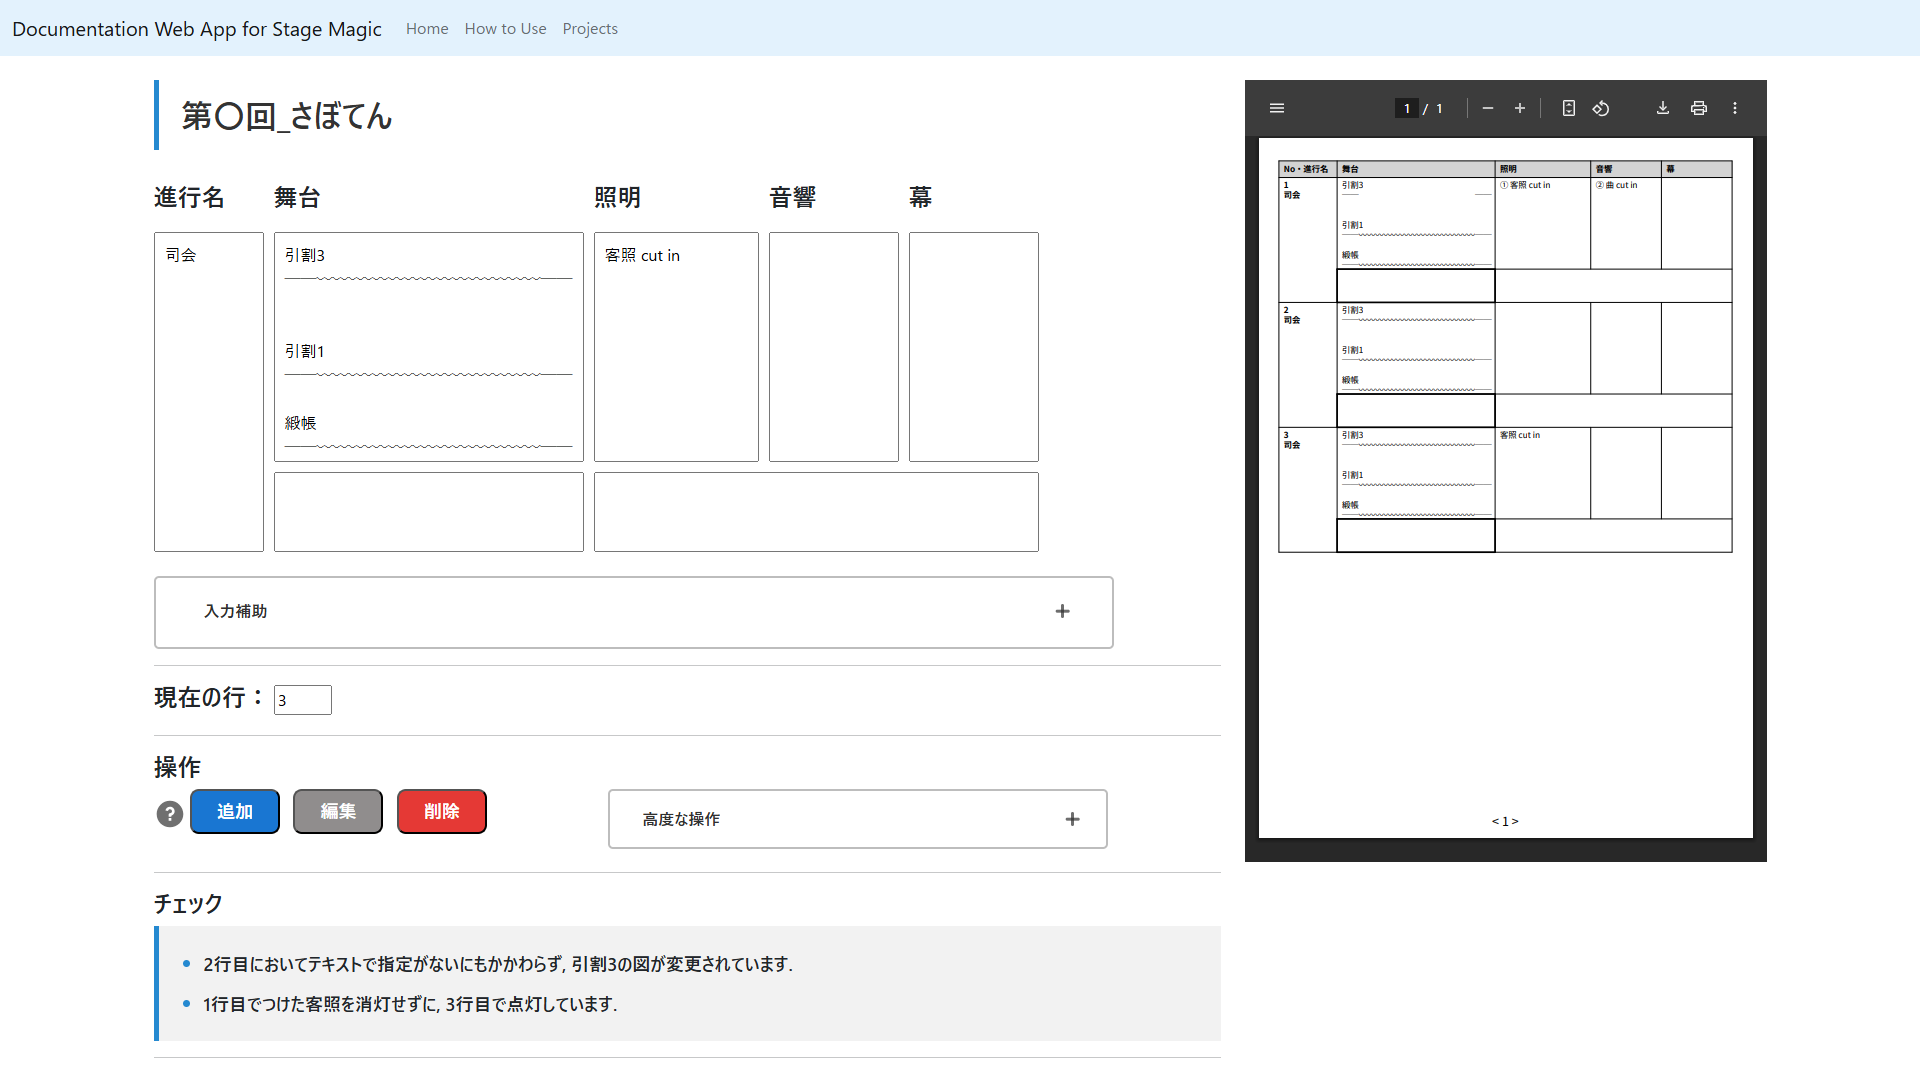 Documentation Web App for Stage Magic Home How to Use Projects
第〇回_さぼてん
進行名 舞台 照明 音響 幕
司会 引割3 客照 cut in
引割1
緞帳
入力補助 +
現在の行： 3
操作
? 追加 編集 削除 高度な操作 +
チェック
2行目においてテキストで指定がないにもかかわらず, 引割3の図が変更されています.
1行目でつけた客照を消灯せずに, 3行目で点灯しています.
1 / 1
No・進行名 舞台 照明 音響 幕
1 引割3 ① 客照 cut in ② 曲 cut in
司会
引割1
緞帳
2 引割3
司会
引割1
緞帳
3 引割3 客照 cut in
司会
引割1
緞帳
< 1 >